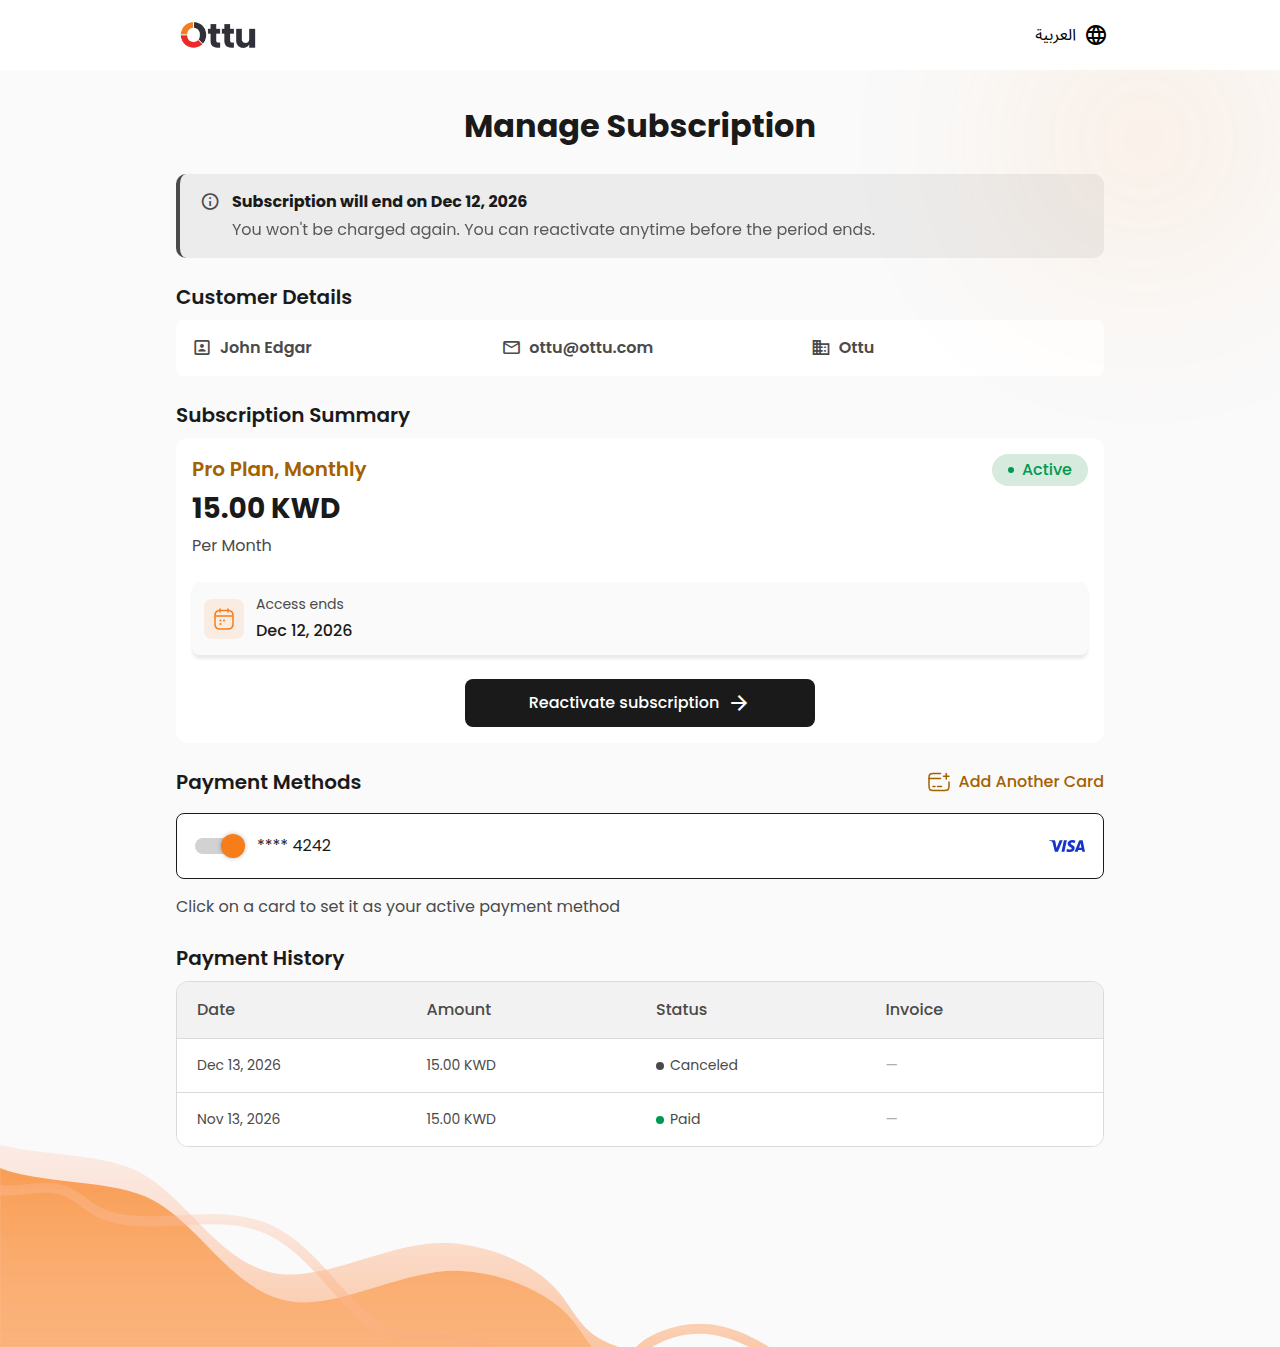 Ottu
العربية
Manage Subscription
Subscription will end on Dec 12, 2026
You won't be charged again. You can reactivate anytime before the period ends.
Customer Details
John Edgar
ottu@ottu.com
Ottu
Subscription Summary
Pro Plan, Monthly
Active
15.00 KWD
Per Month
Access ends
Dec 12, 2026
Reactivate subscription
Payment Methods
Add Another Card
**** 4242
VISA
Click on a card to set it as your active payment method
Payment History
Date Amount Status Invoice
Dec 13, 2026 15.00 KWD Canceled —
Nov 13, 2026 15.00 KWD Paid —